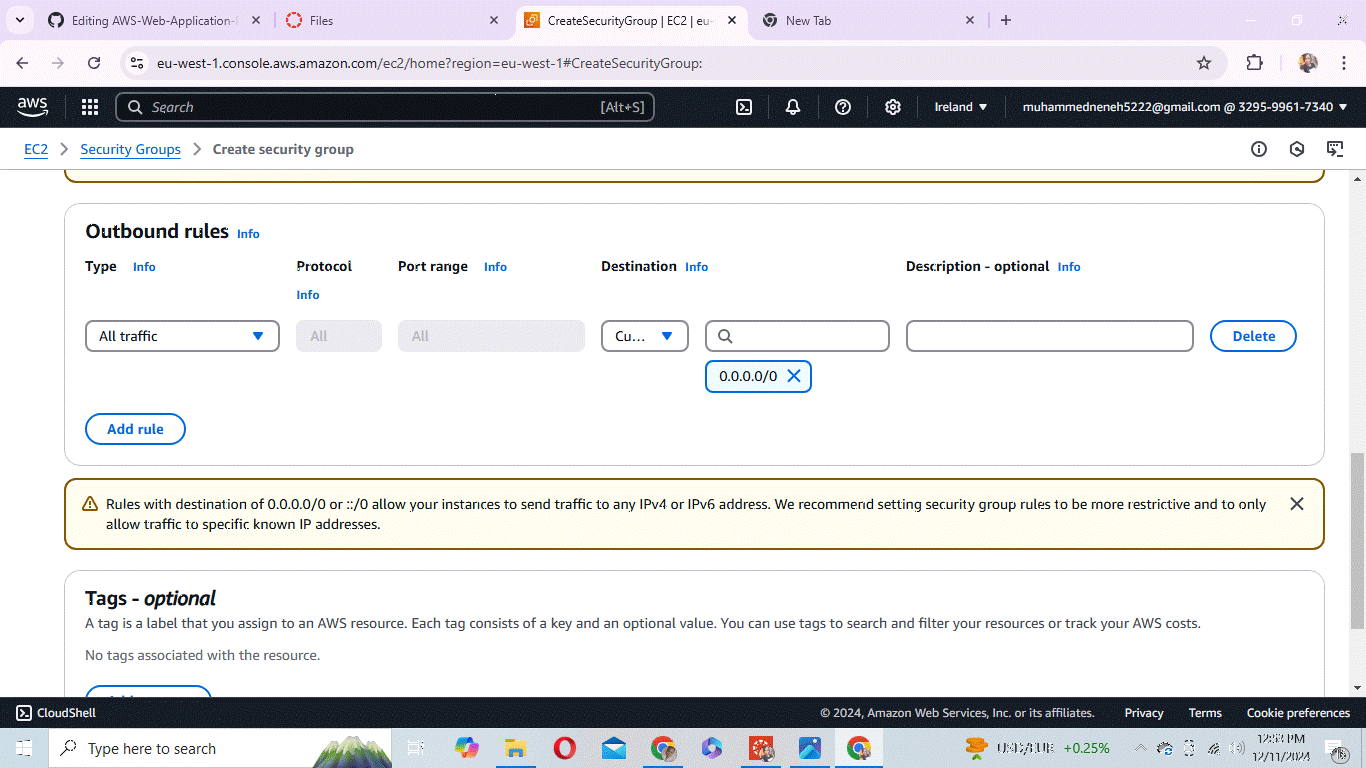 Editing AWS-Web-Application-
Files
CreateSecurityGroup | EC2 | eu-
New Tab
eu-west-1.console.aws.amazon.com/ec2/home?region=eu-west-1#CreateSecurityGroup:
aws
Search
[Alt+S]
Ireland
muhammedneneh5222@gmail.com @ 3295-9961-7340
EC2
Security Groups
Create security group
Outbound rules Info
Type Info
Protocol Info
Port range Info
Destination Info
Description - optional Info
All traffic
All
All
Cu...
Delete
0.0.0.0/0
Add rule
Rules with destination of 0.0.0.0/0 or ::/0 allow your instances to send traffic to any IPv4 or IPv6 address. We recommend setting security group rules to be more restrictive and to only
allow traffic to specific known IP addresses.
Tags - optional
A tag is a label that you assign to an AWS resource. Each tag consists of a key and an optional value. You can use tags to search and filter your resources or track your AWS costs.
No tags associated with the resource.
CloudShell
© 2024, Amazon Web Services, Inc. or its affiliates.
Privacy
Terms
Cookie preferences
Type here to search
USD/EUR +0.25%
12:53 PM
12/11/2024